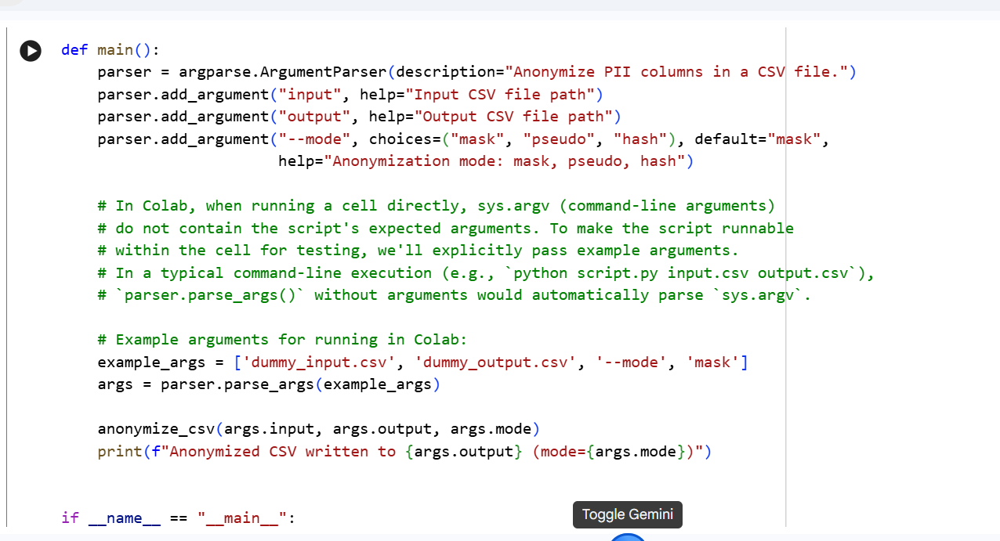 def main():
    parser = argparse.ArgumentParser(description="Anonymize PII columns in a CSV file.")
    parser.add_argument("input", help="Input CSV file path")
    parser.add_argument("output", help="Output CSV file path")
    parser.add_argument("--mode", choices=("mask", "pseudo", "hash"), default="mask",
                        help="Anonymization mode: mask, pseudo, hash")

    # In Colab, when running a cell directly, sys.argv (command-line arguments)
    # do not contain the script's expected arguments. To make the script runnable
    # within the cell for testing, we'll explicitly pass example arguments.
    # In a typical command-line execution (e.g., `python script.py input.csv output.csv`),
    # `parser.parse_args()` without arguments would automatically parse `sys.argv`.

    # Example arguments for running in Colab:
    example_args = ['dummy_input.csv', 'dummy_output.csv', '--mode', 'mask']
    args = parser.parse_args(example_args)

    anonymize_csv(args.input, args.output, args.mode)
    print(f"Anonymized CSV written to {args.output} (mode={args.mode})")


if __name__ == "__main__":
Toggle Gemini